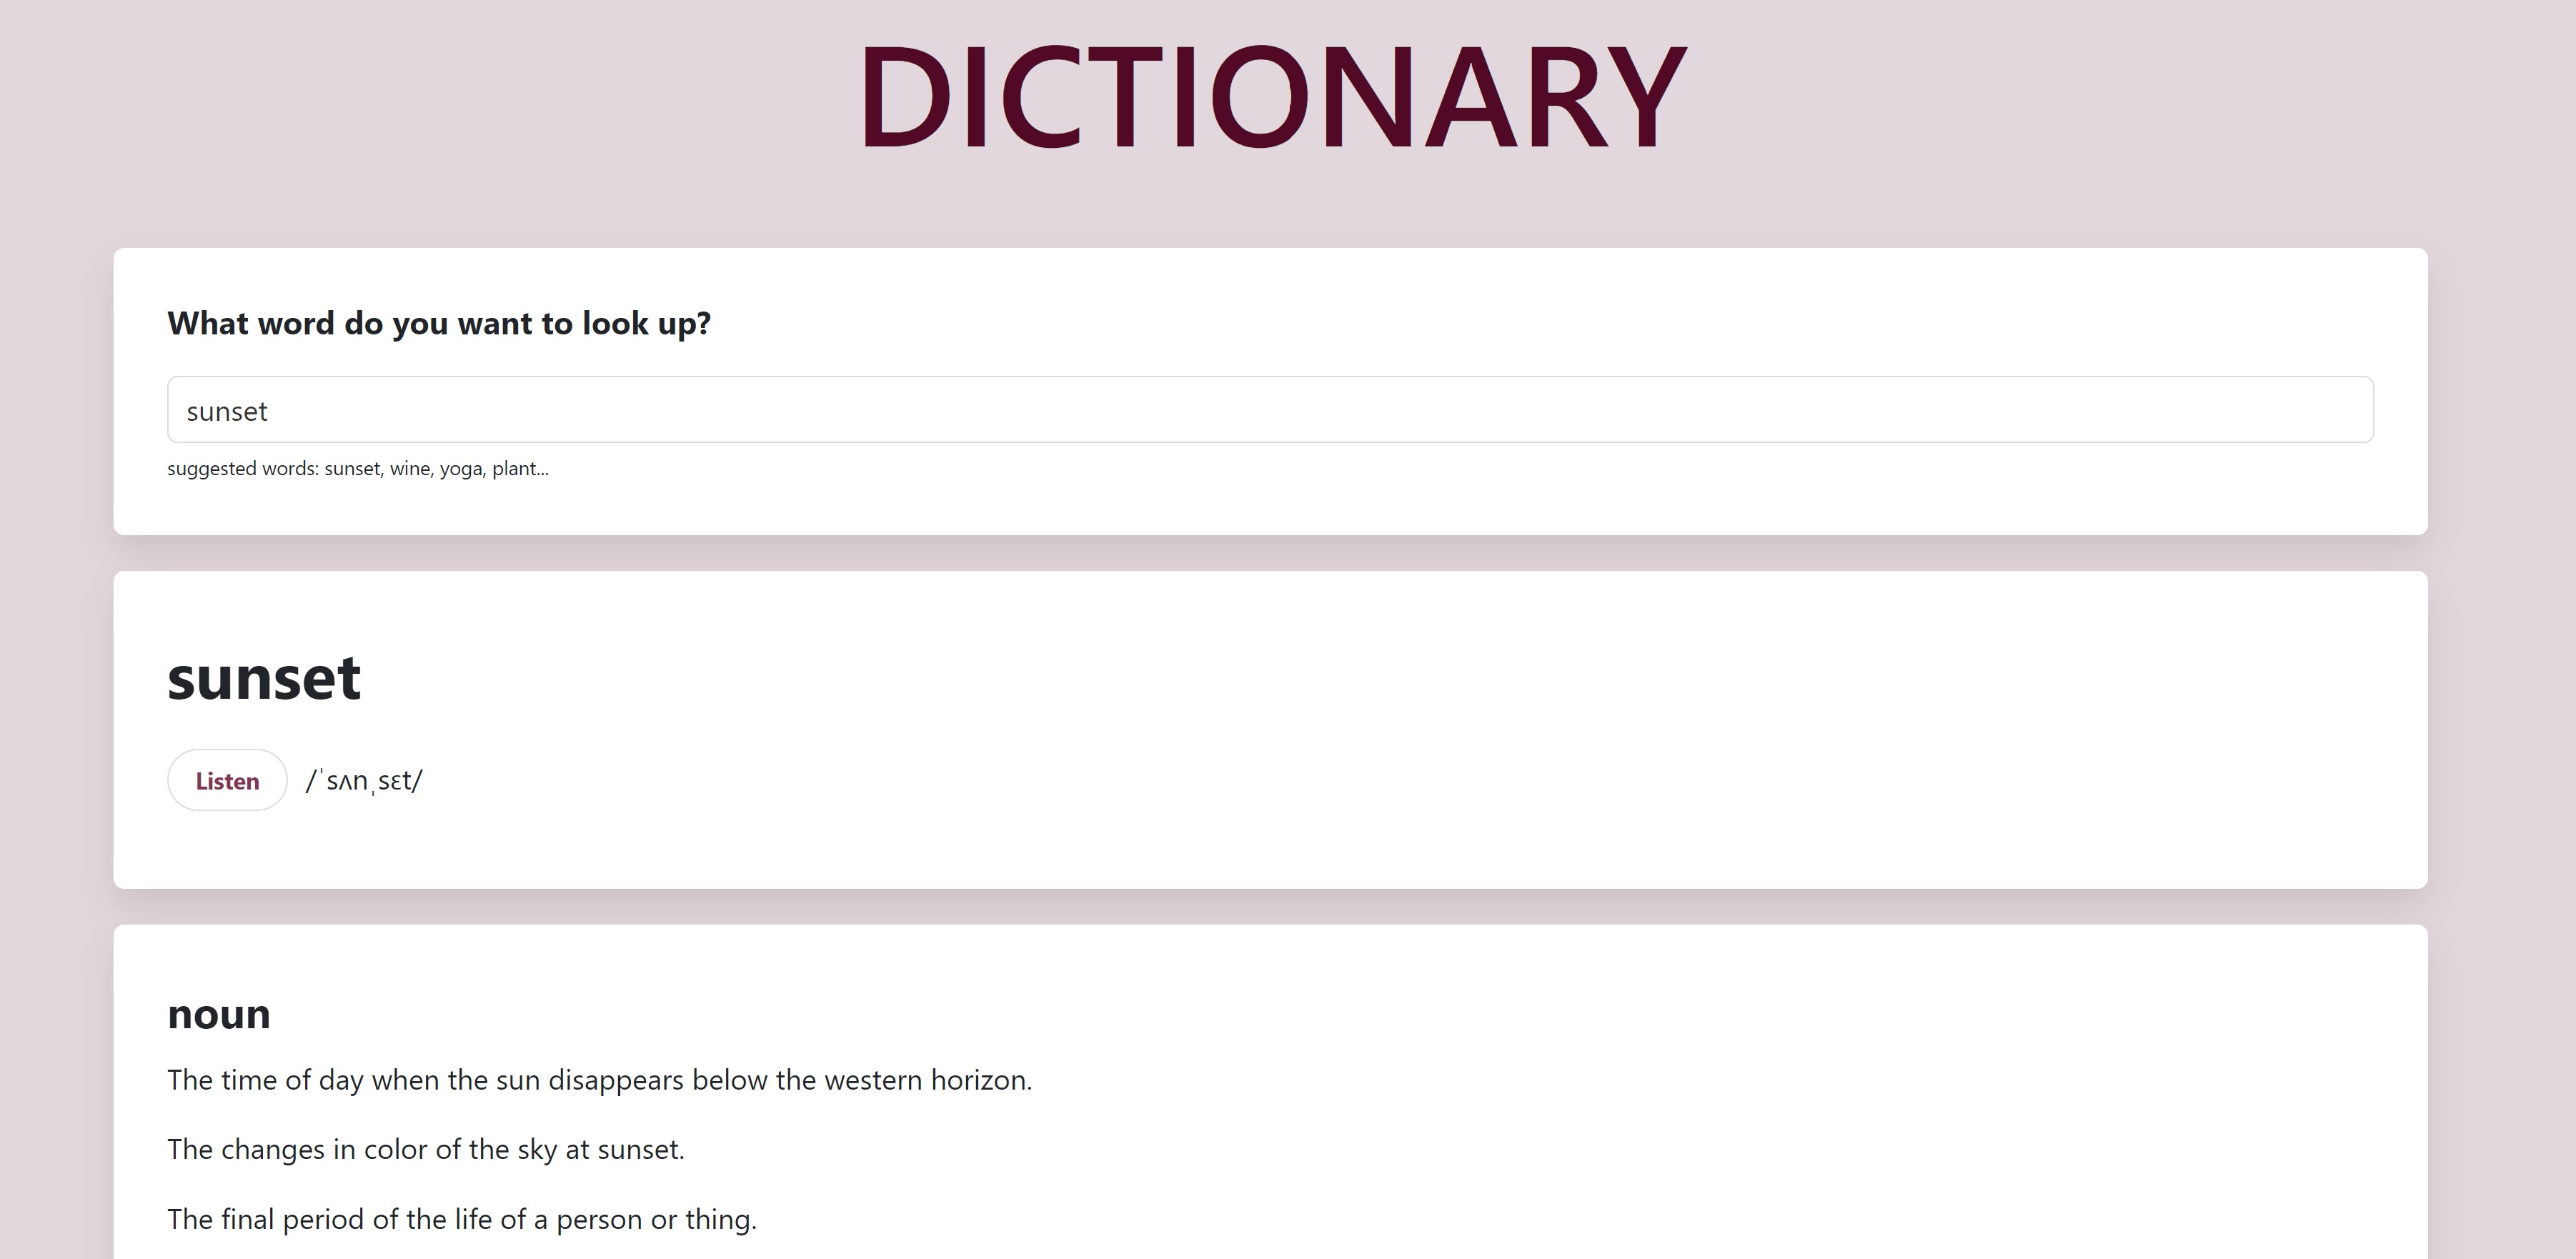 DICTIONARY
What word do you want to look up?
sunset
suggested words: sunset, wine, yoga, plant...
sunset
Listen /ˈsʌnˌsɛt/
noun
The time of day when the sun disappears below the western horizon.
The changes in color of the sky at sunset.
The final period of the life of a person or thing.